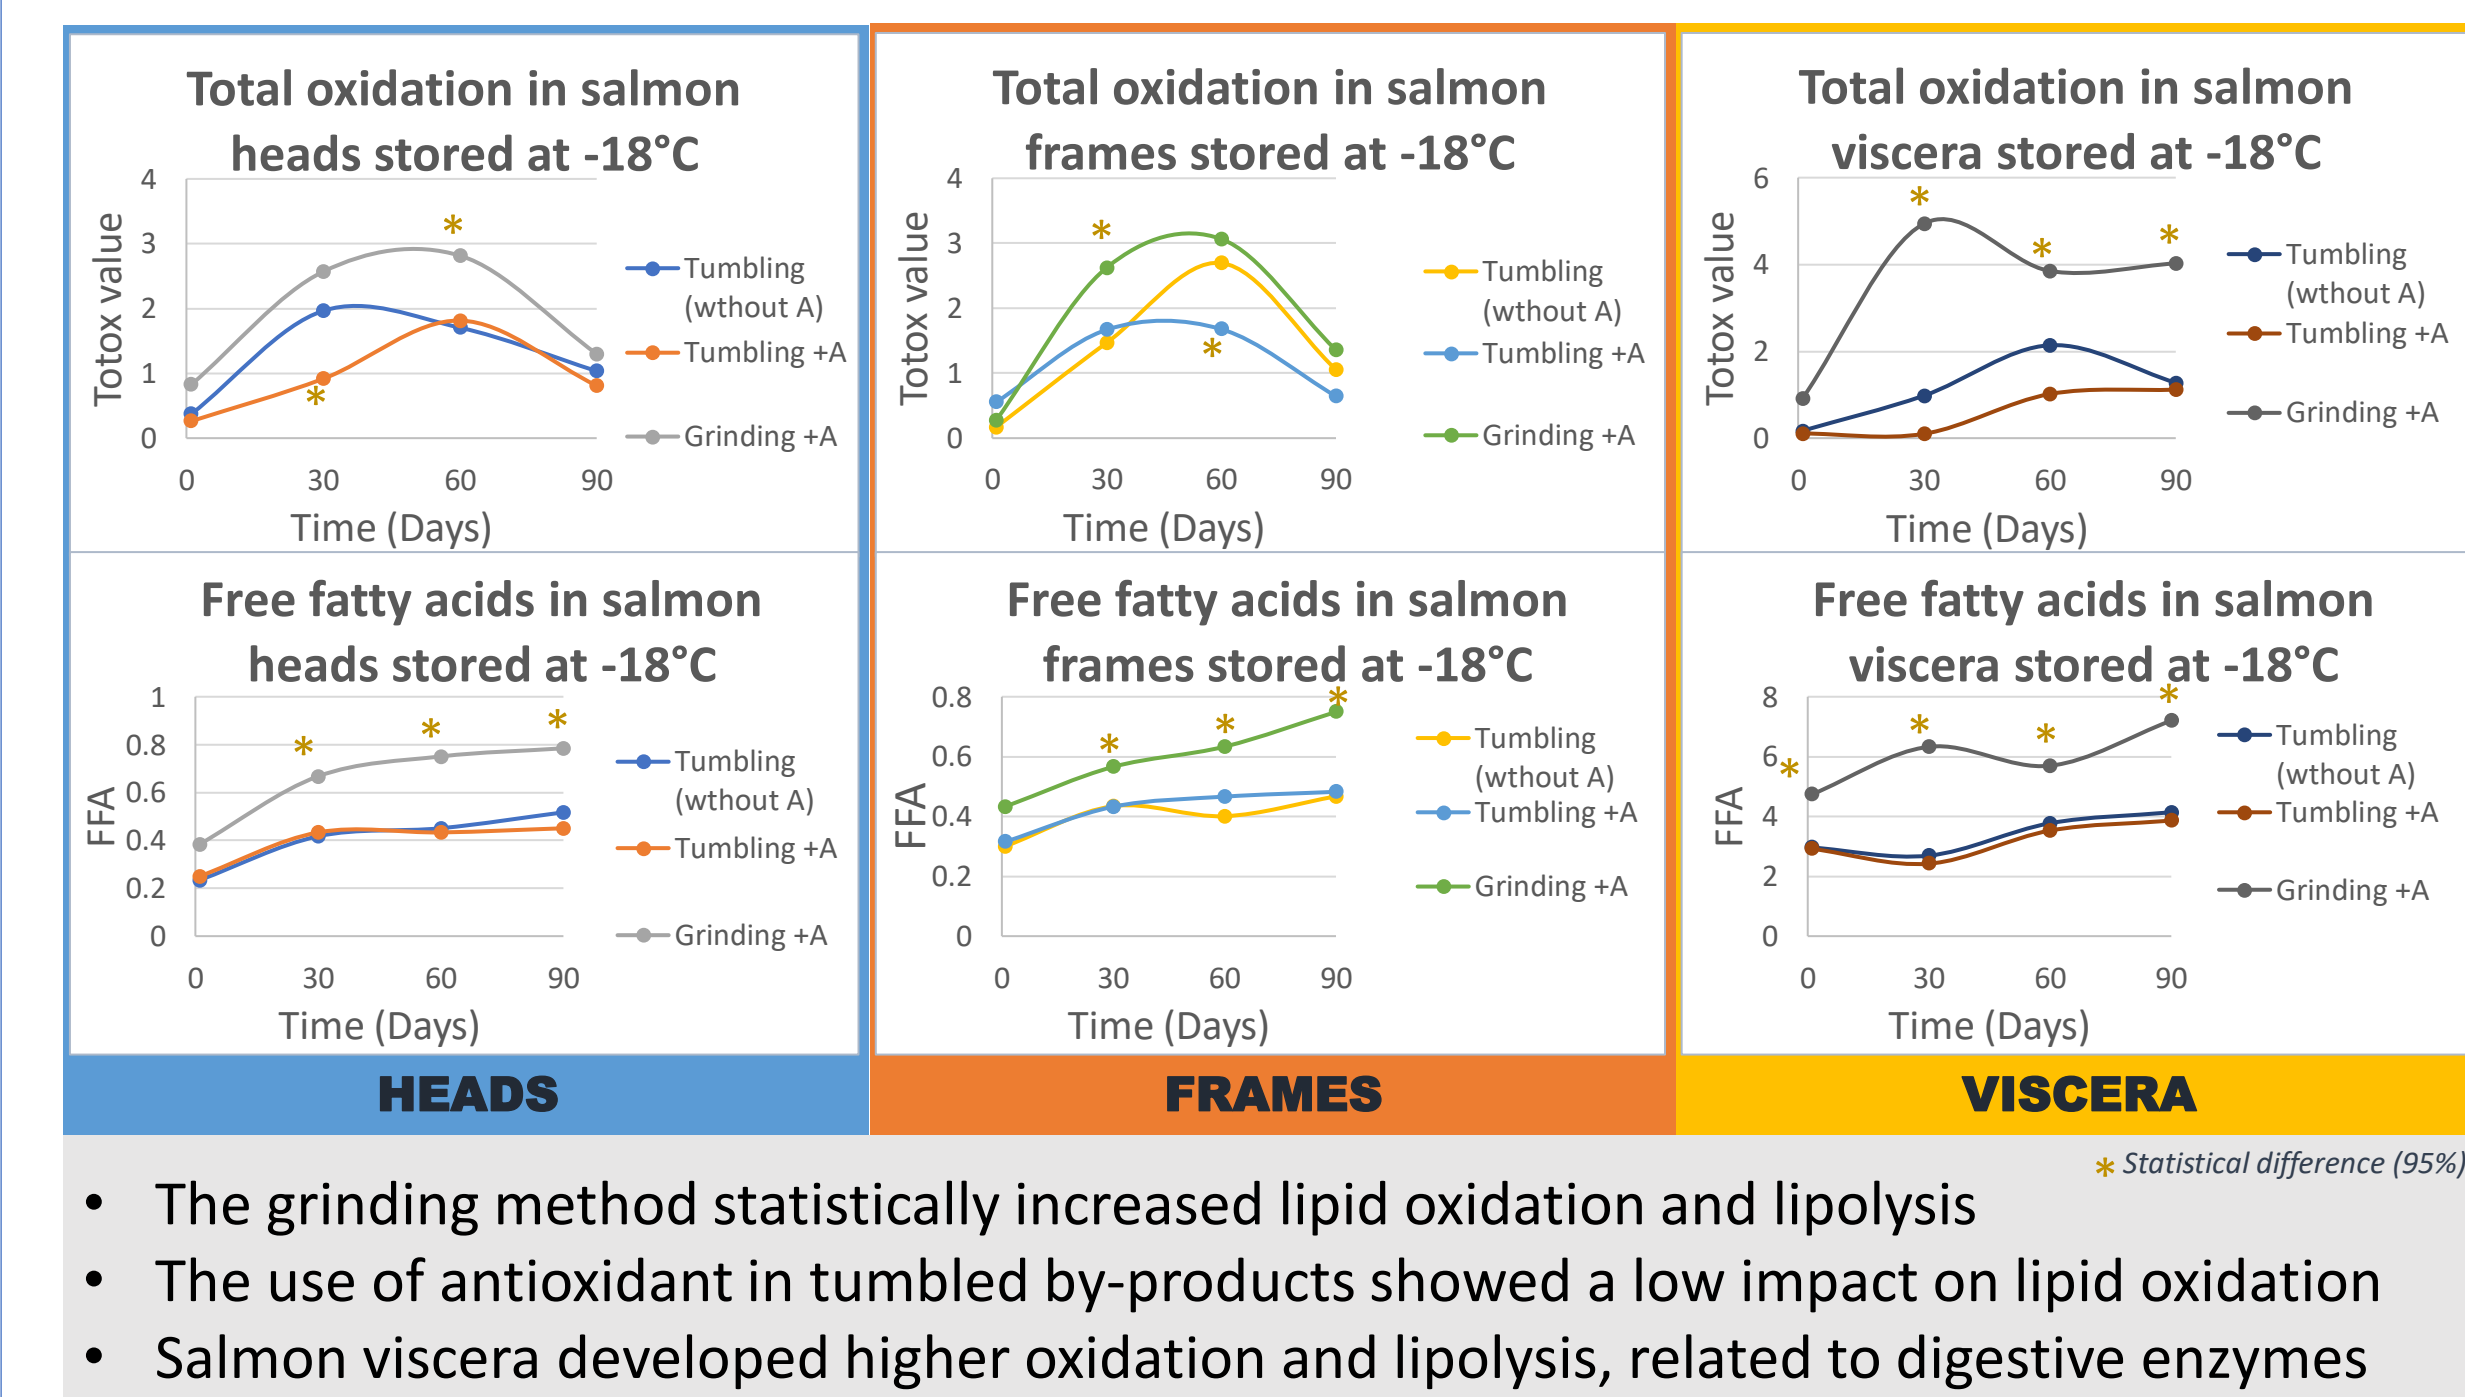 Total oxidation in salmon
heads stored at -18°C
Totox value
4
3
2
1
0
0 30 60 90
Time (Days)
Tumbling
(wthout A)
Tumbling +A
Grinding +A
Total oxidation in salmon
frames stored at -18°C
Totox value
4
3
2
1
0
0 30 60 90
Time (Days)
Tumbling
(wthout A)
Tumbling +A
Grinding +A
Total oxidation in salmon
viscera stored at -18°C
Totox value
6
4
2
0
0 30 60 90
Time (Days)
Tumbling
(wthout A)
Tumbling +A
Grinding +A
Free fatty acids in salmon
heads stored at -18°C
FFA
1
0.8
0.6
0.4
0.2
0
0 30 60 90
Time (Days)
Tumbling
(wthout A)
Tumbling +A
Grinding +A
Free fatty acids in salmon
frames stored at -18°C
FFA
0.8
0.6
0.4
0.2
0
0 30 60 90
Time (Days)
Tumbling
(wthout A)
Tumbling +A
Grinding +A
Free fatty acids in salmon
viscera stored at -18°C
FFA
8
6
4
2
0
0 30 60 90
Time (Days)
Tumbling
(wthout A)
Tumbling +A
Grinding +A
HEADS
FRAMES
VISCERA
* Statistical difference (95%)
• The grinding method statistically increased lipid oxidation and lipolysis
• The use of antioxidant in tumbled by-products showed a low impact on lipid oxidation
• Salmon viscera developed higher oxidation and lipolysis, related to digestive enzymes